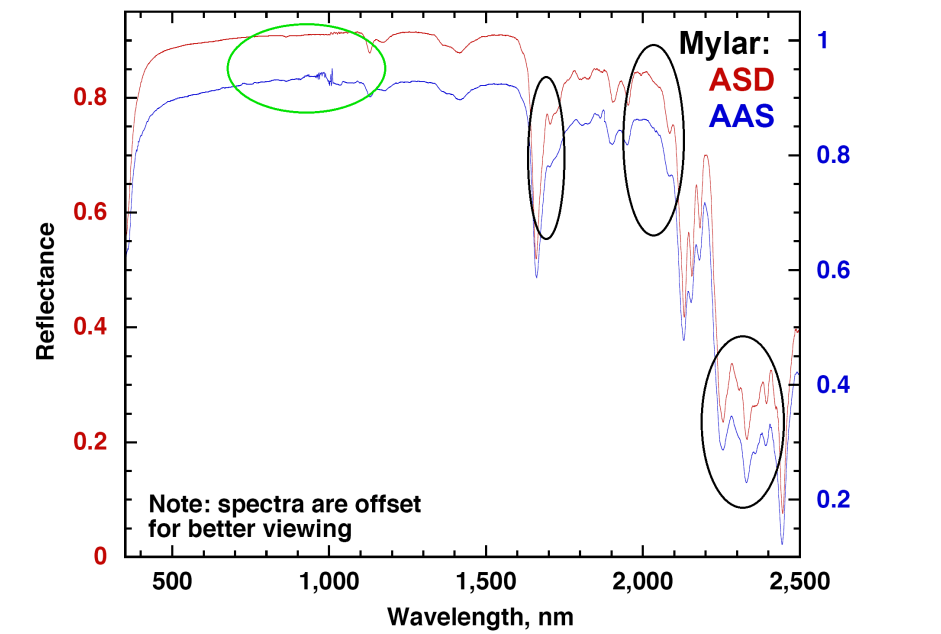 Mylar:
ASD
AAS
1
0.8
0.6
0.4
0.2
0.8
0.6
0.4
0.2
0
Reflectance
Note: spectra are offset
for better viewing
500
1,000
1,500
2,000
2,500
Wavelength, nm